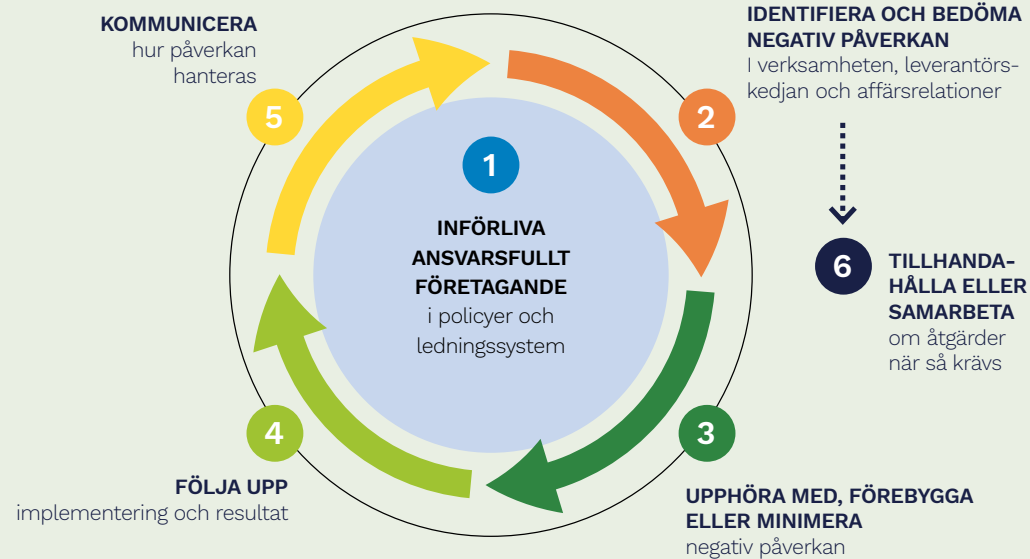 1
INFÖRLIVA
ANSVARSFULLT
FÖRETAGANDE
i policyer och
ledningssystem
2
IDENTIFIERA OCH BEDÖMA
NEGATIV PÅVERKAN
I verksamheten, leverantörs-
kedjan och affärsrelationer
3
UPPHÖRA MED, FÖREBYGGA
ELLER MINIMERA
negativ påverkan
4
FÖLJA UPP
implementering och resultat
5
KOMMUNICERA
hur påverkan
hanteras
6
TILLHANDA-
HÅLLA ELLER
SAMARBETA
om åtgärder
när så krävs